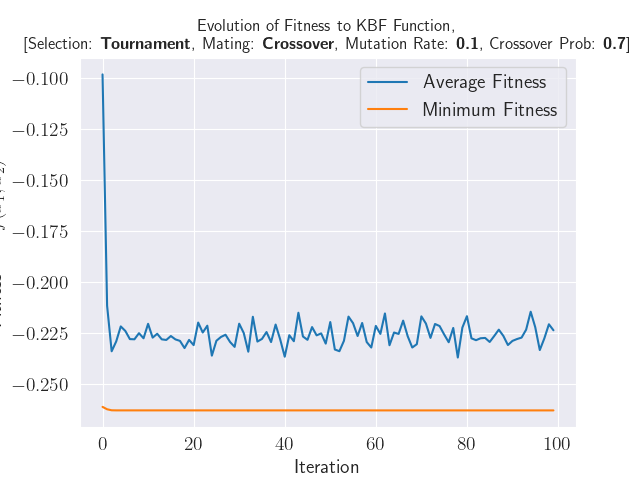 Evolution of Fitness to KBF Function,
[Selection: Tournament, Mating: Crossover, Mutation Rate: 0.1, Crossover Prob: 0.7]
Average Fitness
Minimum Fitness
−0.100
−0.125
−0.150
−0.175
−0.200
−0.225
−0.250
0 20 40 60 80 100
Iteration